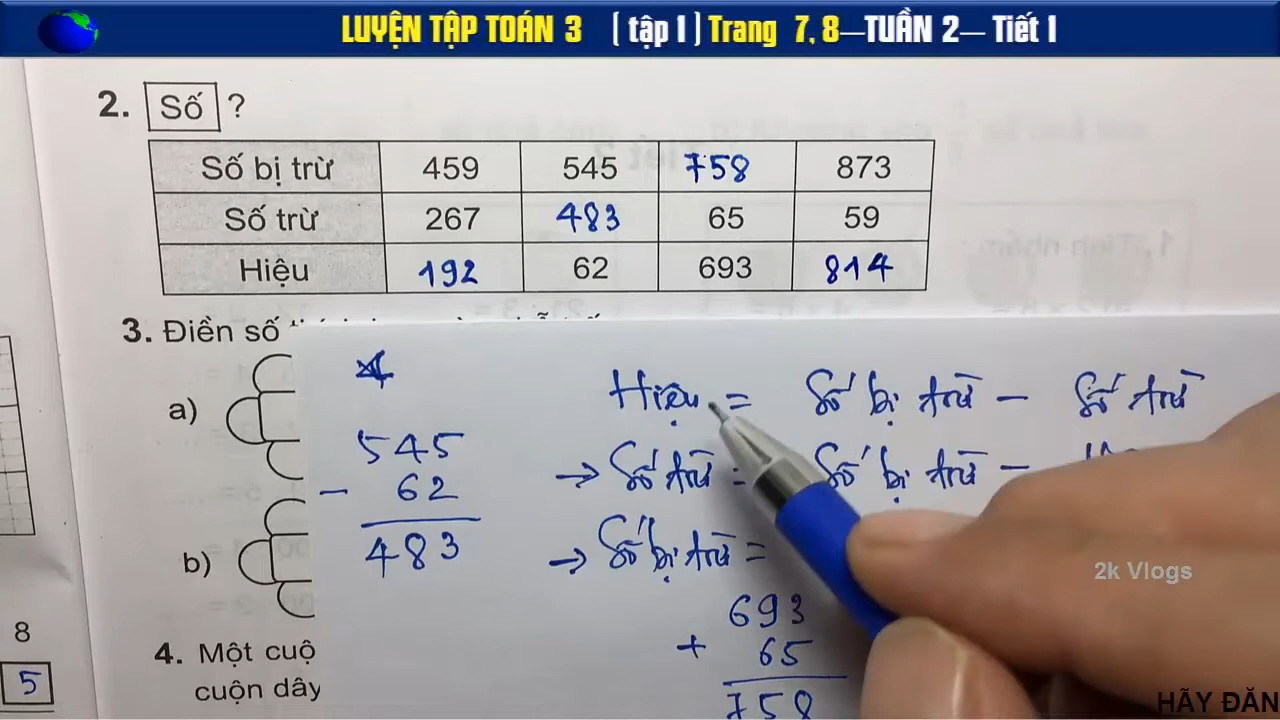 LUYỆN TẬP TOÁN 3 ( tập 1 ) Trang 7, 8—TUẦN 2— Tiết 1
2. Số ?
Số bị trừ 459 545 758 873
Số trừ 267 483 65 59
Hiệu 192 62 693 814
3. Điền số
a)
b)
4. Một cuộ
cuộn dây
8
5
545
- 62
483
Hiệu = Số bị trừ - Số trừ
→ Số trừ = Số bị trừ -
→ Số bị trừ =
693
+ 65
758
2k Vlogs
HÃY ĐĂN